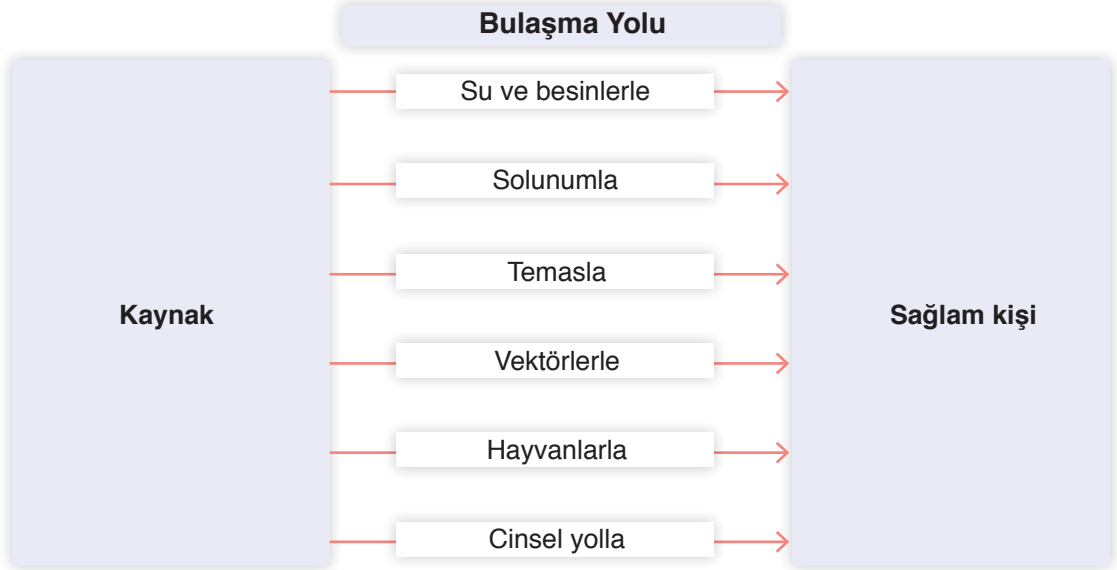 Bulaşma Yolu
Kaynak
Su ve besinlerle
Solunumla
Temasla
Vektörlerle
Hayvanlarla
Cinsel yolla
Sağlam kişi